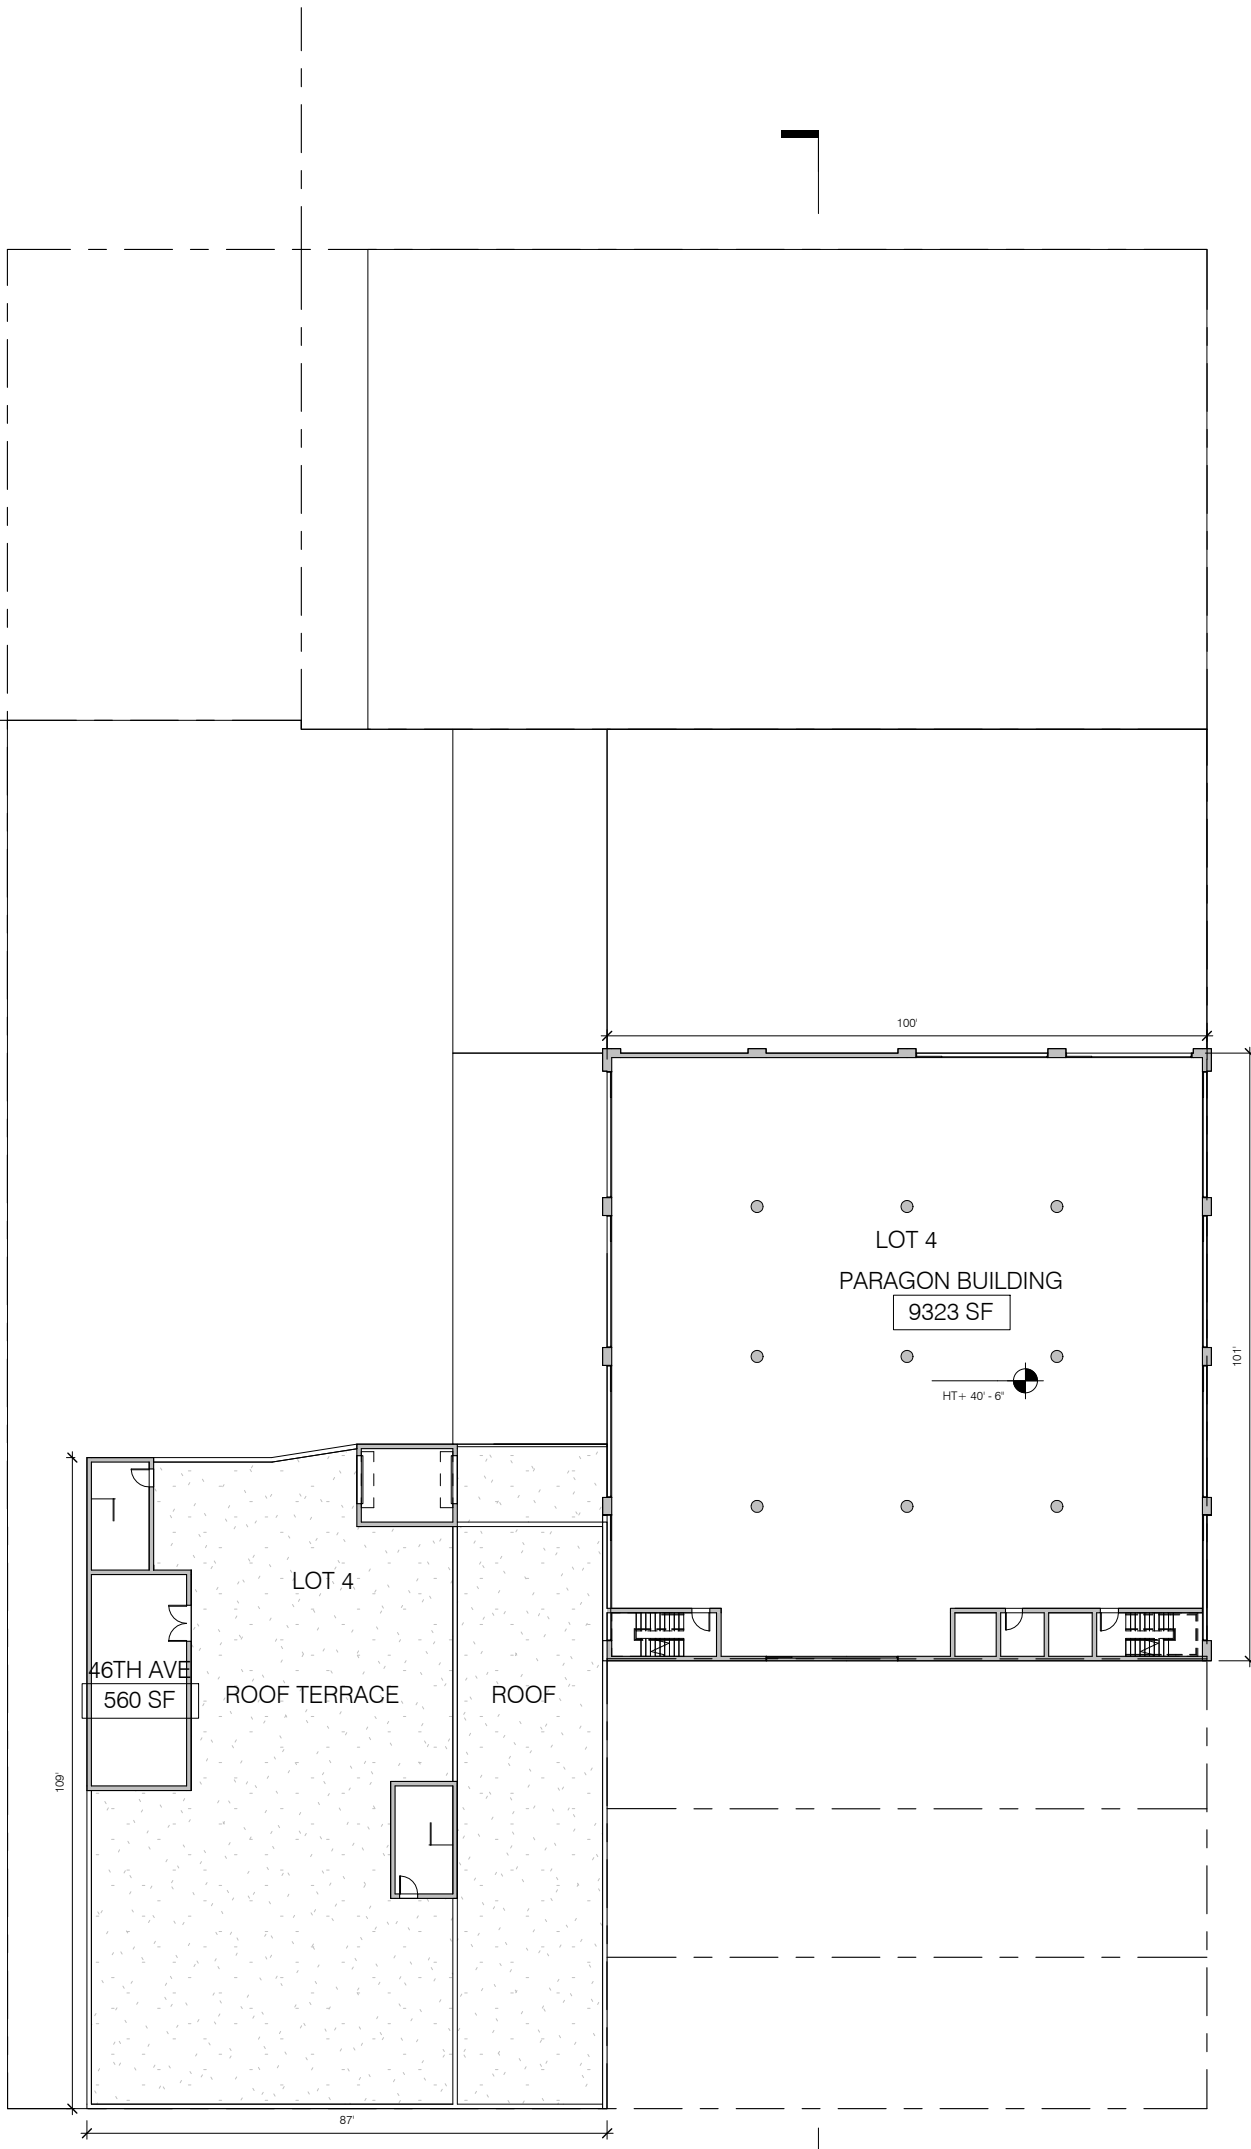 100'
LOT 4
PARAGON BUILDING
9323 SF
101'
HT+ 40' - 6"
LOT 4
46TH AVE
560 SF
ROOF TERRACE
ROOF
109'
87'